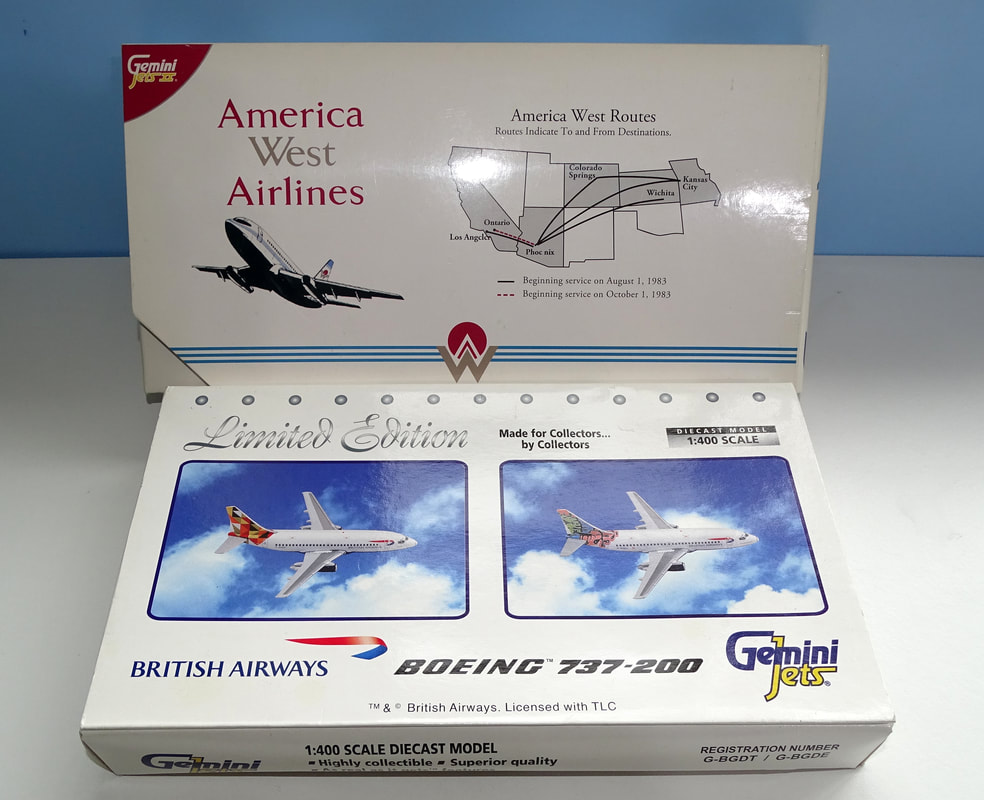 Gemini
Jets
America
West
Airlines
America West Routes
Routes Indicate To and From Destinations.
Colorado
Springs
Kansas
City
Wichita
Ontario
Los Angeles
Phoenix
Beginning service on August 1, 1983
Beginning service on October 1, 1983
Limited Edition
Made for Collectors...
by Collectors
DIECAST MODEL
1:400 SCALE
BRITISH AIRWAYS
BOEING™ 737-200
Gemini
Jets®
™ & © British Airways. Licensed with TLC
Gemini
1:400 SCALE DIECAST MODEL
▪ Highly collectible ▪ Superior quality
REGISTRATION NUMBER
G-BGDT / G-BGDE